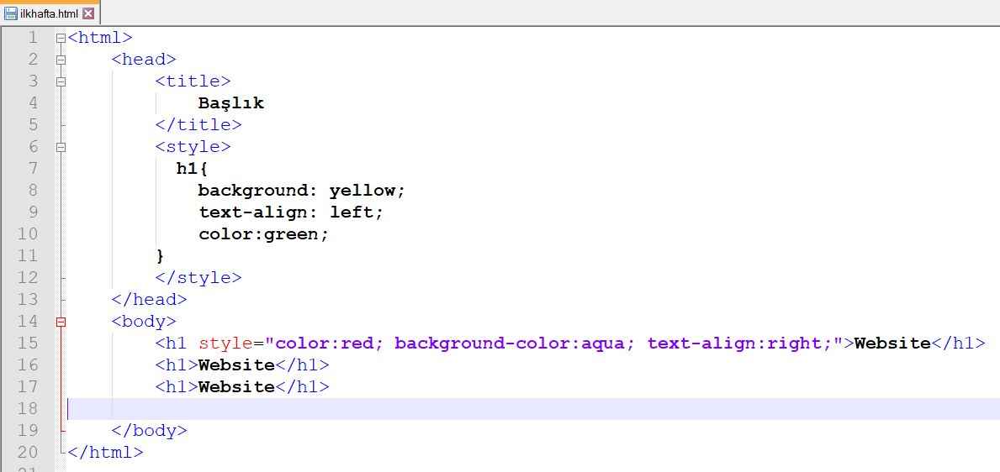 ilkhafta.html
1 <html>
2 <head>
3 <title>
4 Başlık
5 </title>
6 <style>
7 h1{
8 background: yellow;
9 text-align: left;
10 color:green;
11 }
12 </style>
13 </head>
14 <body>
15 <h1 style="color:red; background-color:aqua; text-align:right;">Website</h1>
16 <h1>Website</h1>
17 <h1>Website</h1>
18
19 </body>
20 </html>
21